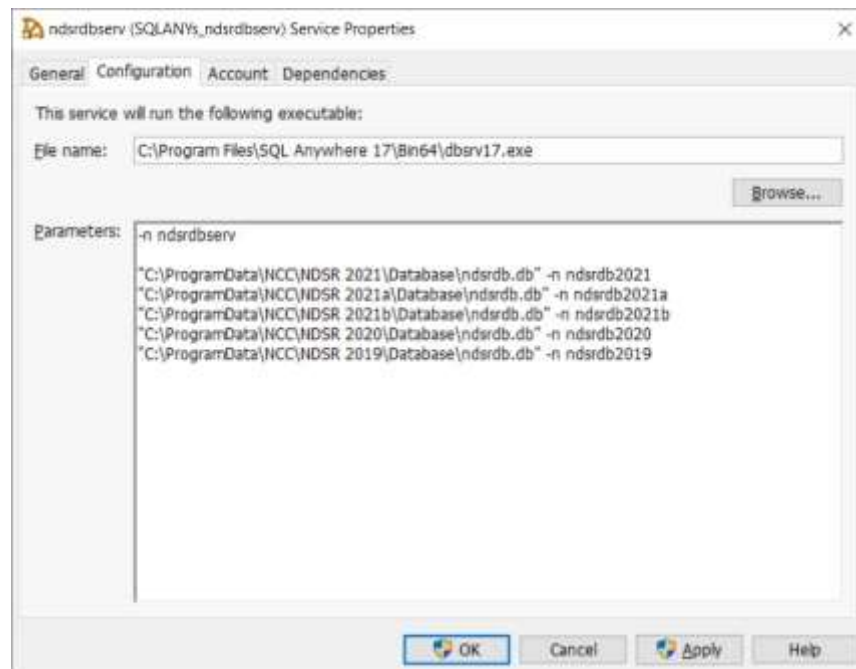 ndsrdbserv (SQLANYs_ndsrdbserv) Service Properties
General Configuration Account Dependencies
This service will run the following executable:
File name: C:\Program Files\SQL Anywhere 17\Bin64\dbsrv17.exe
Browse...
Parameters: -n ndsrdbserv
"C:\ProgramData\NCC\NDSR 2021\Database\ndsrdb.db" -n ndsrdb2021
"C:\ProgramData\NCC\NDSR 2021a\Database\ndsrdb.db" -n ndsrdb2021a
"C:\ProgramData\NCC\NDSR 2021b\Database\ndsrdb.db" -n ndsrdb2021b
"C:\ProgramData\NCC\NDSR 2020\Database\ndsrdb.db" -n ndsrdb2020
"C:\ProgramData\NCC\NDSR 2019\Database\ndsrdb.db" -n ndsrdb2019
OK Cancel Apply Help